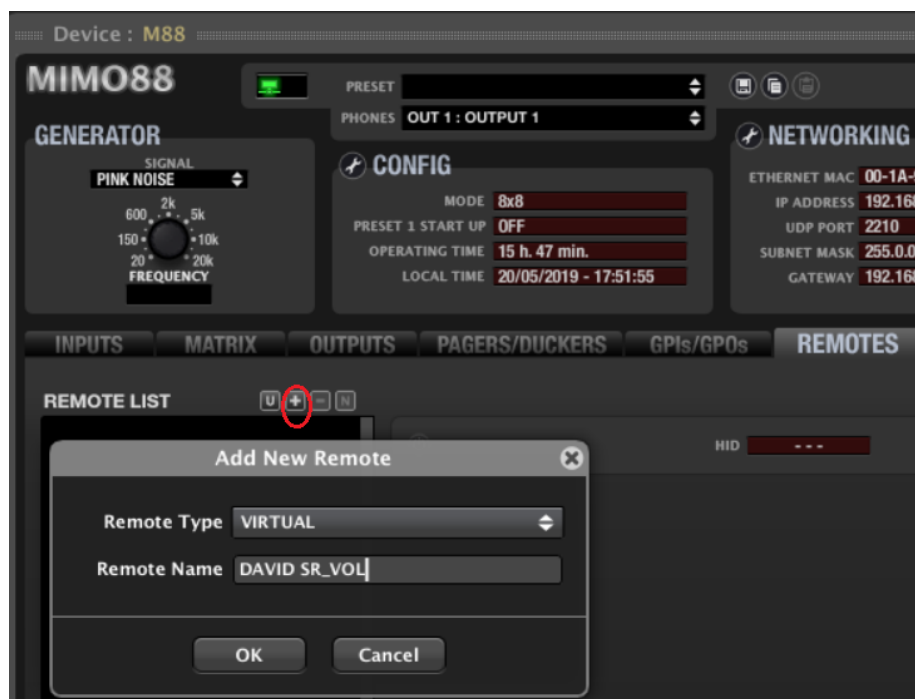 Device : M88
MIMO88
PRESET
PHONES OUT 1 : OUTPUT 1
GENERATOR
SIGNAL
PINK NOISE
2k
600 5k
150 10k
20 20k
FREQUENCY
CONFIG
MODE 8x8
PRESET 1 START UP OFF
OPERATING TIME 15 h. 47 min.
LOCAL TIME 20/05/2019 - 17:51:55
NETWORKING
ETHERNET MAC 00-1A-
IP ADDRESS 192.168
UDP PORT 2210
SUBNET MASK 255.0.0
GATEWAY 192.168
INPUTS MATRIX OUTPUTS PAGERS/DUCKERS GPIs/GPOs REMOTES
REMOTE LIST U + - N
HID ---
Add New Remote
Remote Type VIRTUAL
Remote Name DAVID SR_VOL
OK Cancel